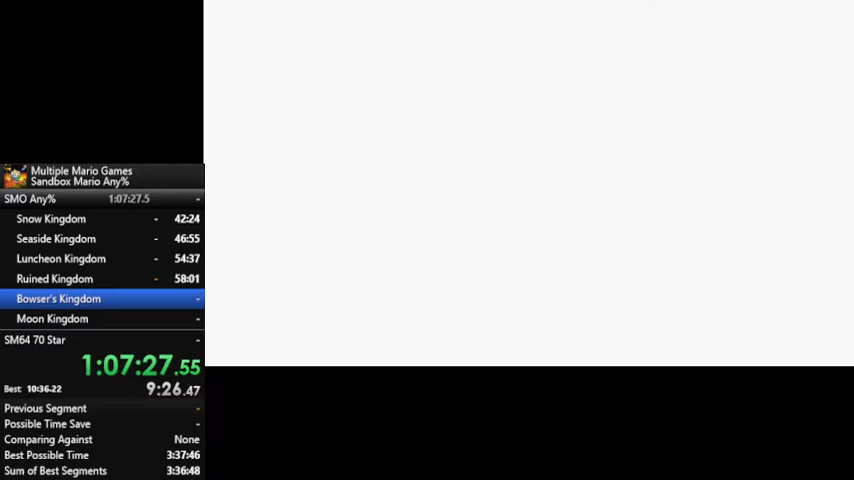 Multiple Mario Games
Sandbox Mario Any%
SMO Any% 1:07:27.5 -
Snow Kingdom - 42:24
Seaside Kingdom - 46:55
Luncheon Kingdom - 54:37
Ruined Kingdom - 58:01
Bowser's Kingdom -
Moon Kingdom -
SM64 70 Star -
1:07:27.55
Best: 10:36.22 9:26.47
Previous Segment -
Possible Time Save -
Comparing Against None
Best Possible Time 3:37:46
Sum of Best Segments 3:36:48